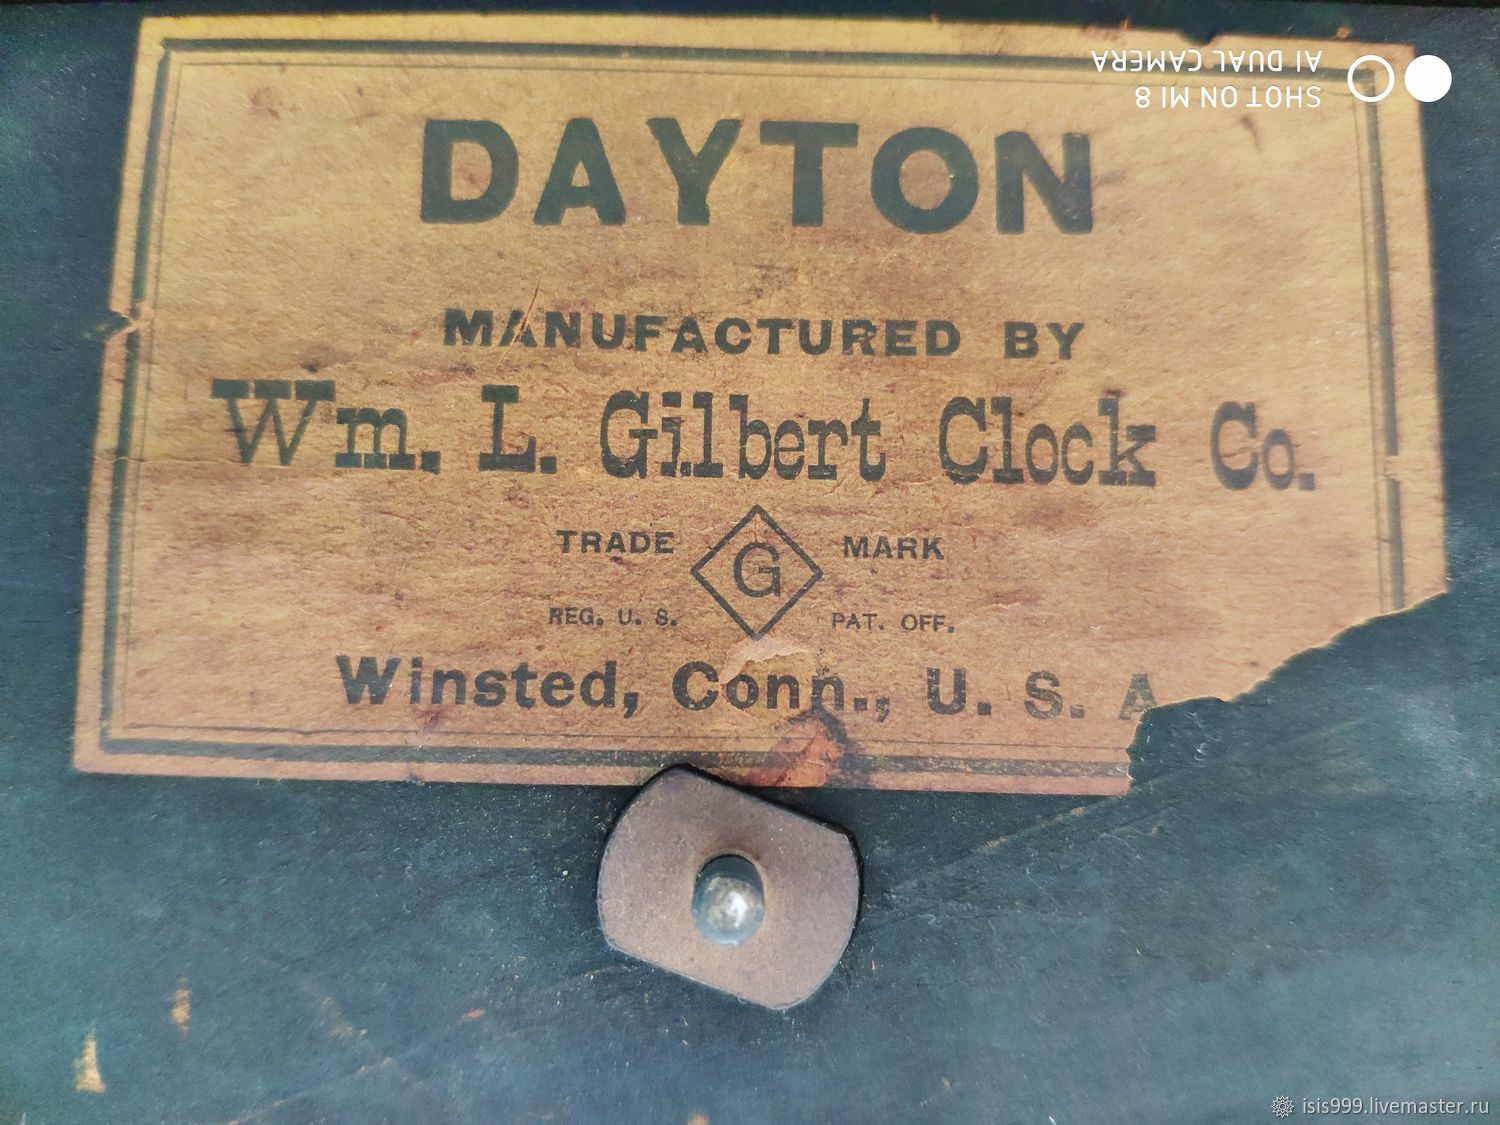 DAYTON
MANUFACTURED BY
Wm. L. Gilbert Clock Co.
TRADE G MARK
REG. U. S. PAT. OFF.
Winsted, Conn., U. S. A
SHOT ON MI 8
AI DUAL CAMERA
isis999.livemaster.ru